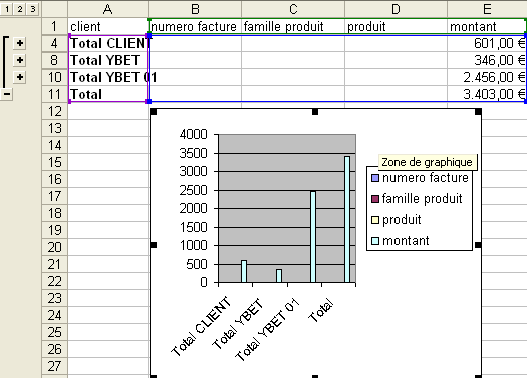 1 2 3 A B C D E
1 client numero facture famille produit produit montant
4 Total CLIENT 601,00 €
8 Total YBET 346,00 €
10 Total YBET 01 2.456,00 €
11 Total 3.403,00 €
12
13
14
15
16
17
18
19
20
21
22
23
24
25
26
27
4000
3500
3000
2500
2000
1500
1000
500
0
Total CLIENT
Total YBET
Total YBET 01
Total
Zone de graphique
numero facture
famille produit
produit
montant